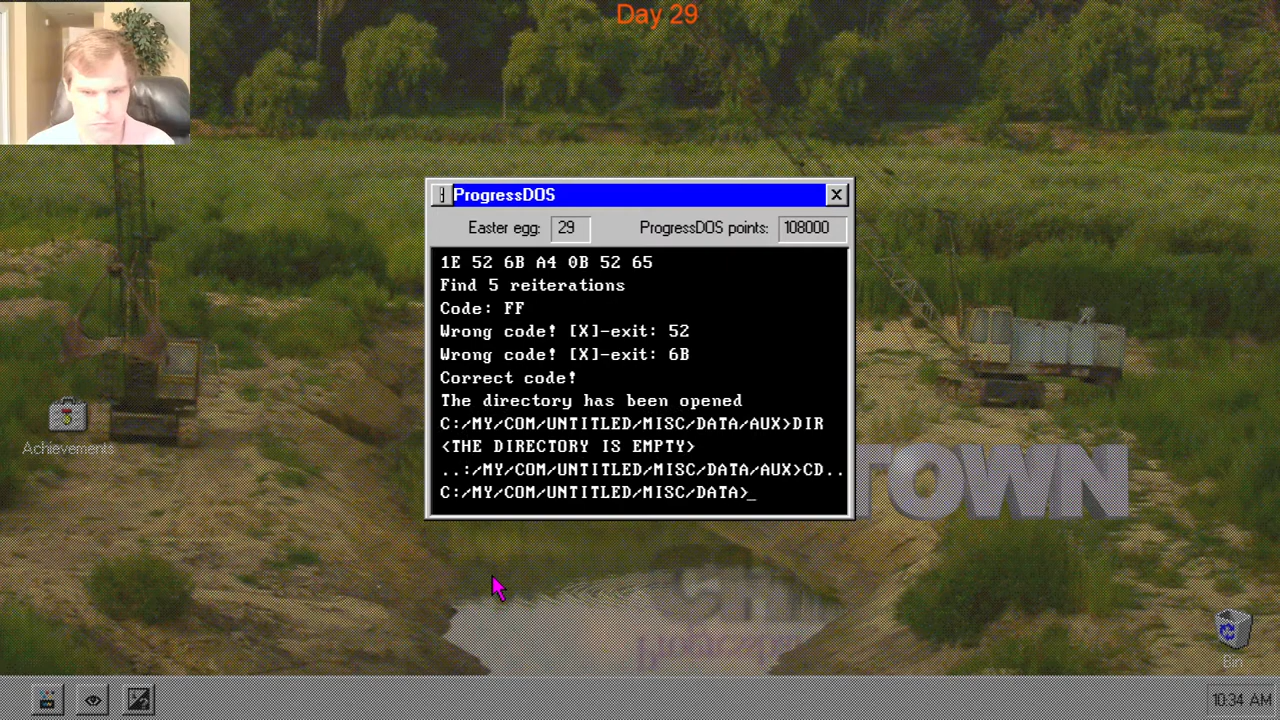 Day 29
ProgressDOS
Easter egg: 29 ProgressDOS points: 108000
1E 52 6B A4 0B 52 65
Find 5 reiterations
Code: FF
Wrong code! [X]-exit: 52
Wrong code! [X]-exit: 6B
Correct code!
The directory has been opened
C:/MY/COM/UNTITLED/MISC/DATA/AUX>DIR
<THE DIRECTORY IS EMPTY>
..:/MY/COM/UNTITLED/MISC/DATA/AUX>CD..
C:/MY/COM/UNTITLED/MISC/DATA>_
Achievements
TOWN
Bin
10:34 AM